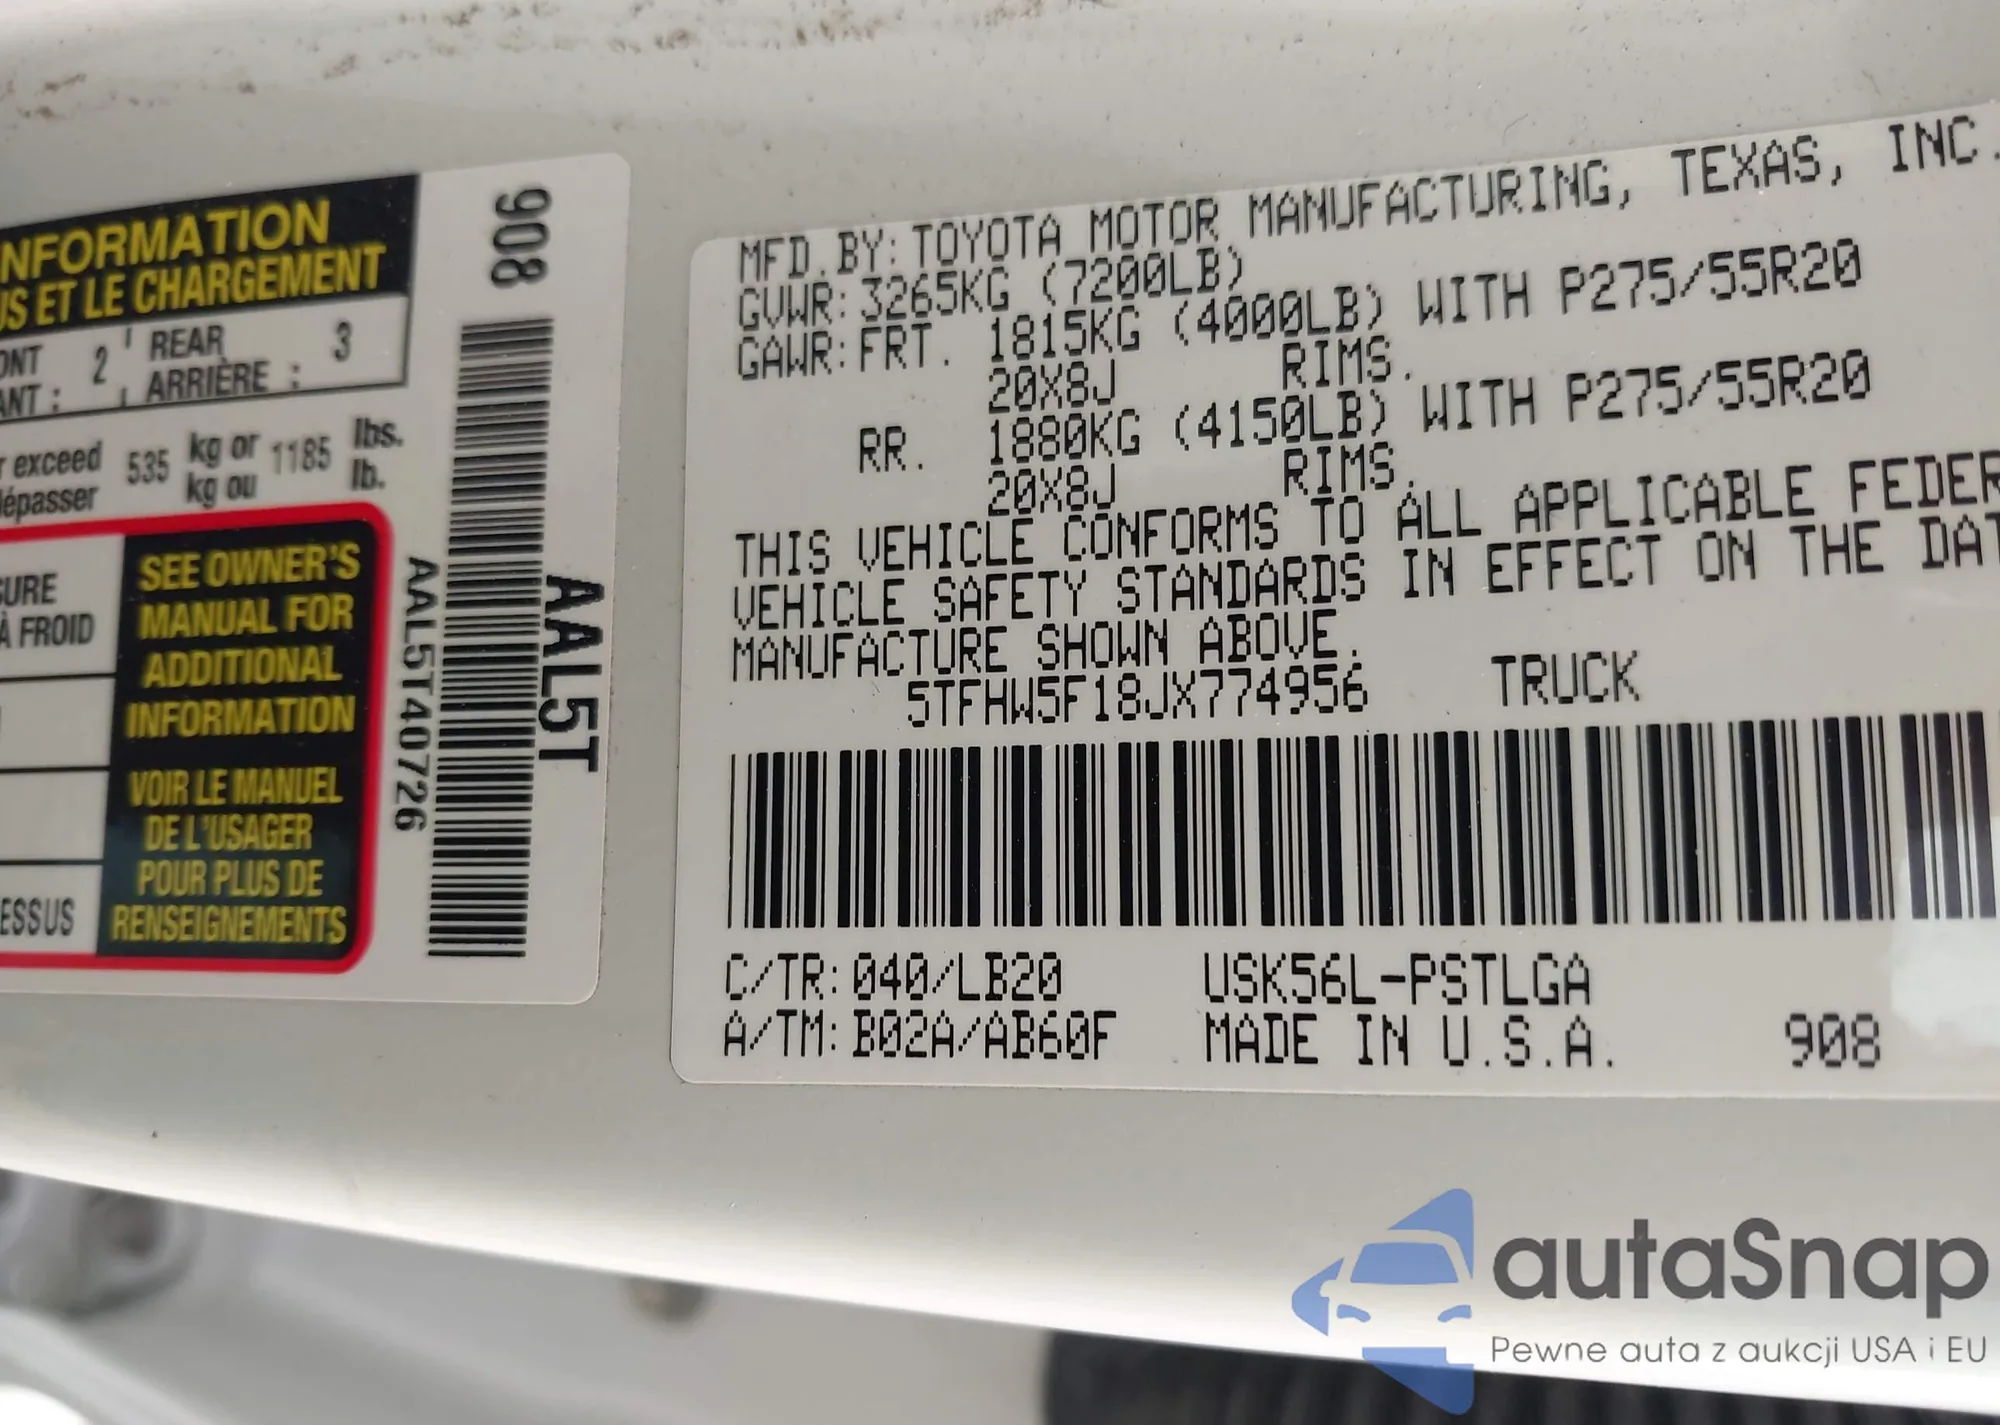 NFORMATION
US ET LE CHARGEMENT
ONT 2 REAR 3
ANT : ARRIÈRE :
r exceed 535 kg or 1185 lbs.
dépasser kg ou lb.
SURE
À FROID
ESSUS
SEE OWNER'S
MANUAL FOR
ADDITIONAL
INFORMATION
VOIR LE MANUEL
DE L'USAGER
POUR PLUS DE
RENSEIGNEMENTS
908
AAL5T40726
AAL5T
MFD.BY:TOYOTA MOTOR MANUFACTURING, TEXAS, INC.
GVWR:3265KG (7200LB)
GAWR:FRT. 1815KG (4000LB) WITH P275/55R20
20X8J RIMS.
RR. 1880KG (4150LB) WITH P275/55R20
20X8J RIMS.
THIS VEHICLE CONFORMS TO ALL APPLICABLE FEDER
VEHICLE SAFETY STANDARDS IN EFFECT ON THE DAT
MANUFACTURE SHOWN ABOVE.
5TFHW5F18JX774956 TRUCK
C/TR:040/LB20 USK56L-PSTLGA
A/TM:B02A/AB60F MADE IN U.S.A. 908
autaSnap
Pewne auta z aukcji USA i EU